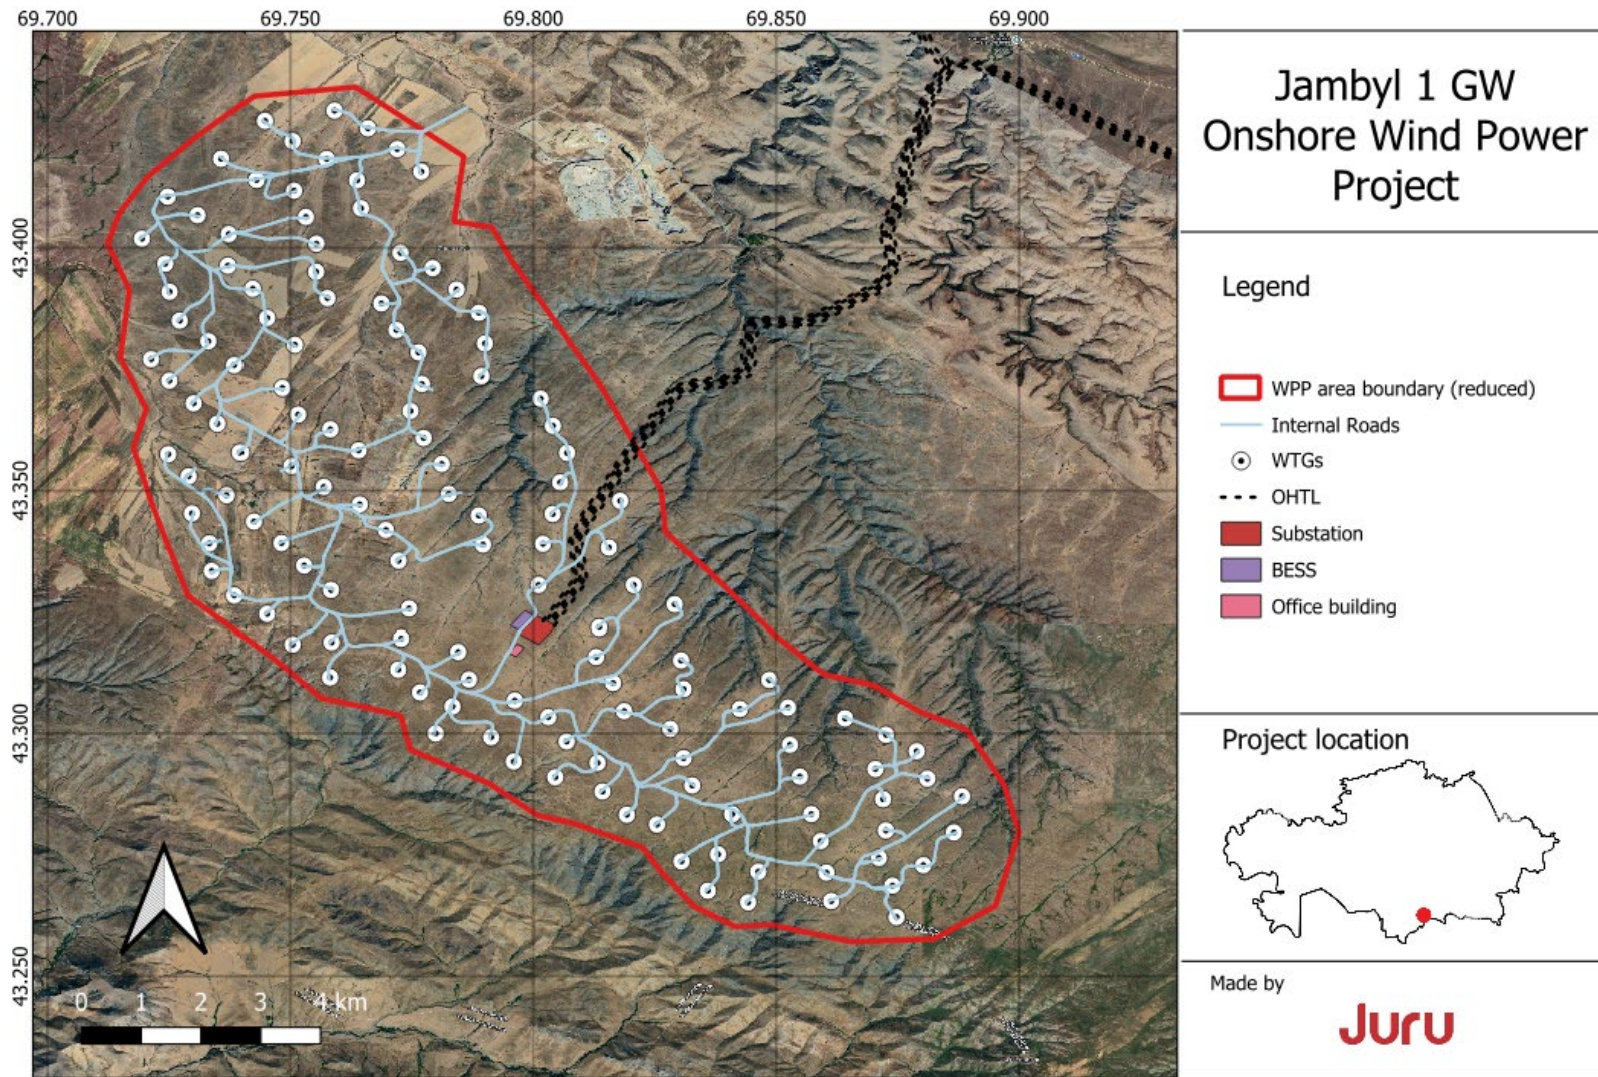 69.700 69.750 69.800 69.850 69.900
43.400
43.350
43.300
43.250
0 1 2 3 4 km
Jambyl 1 GW
Onshore Wind Power
Project
Legend
WPP area boundary (reduced)
Internal Roads
WTGs
OHTL
Substation
BESS
Office building
Project location
Made by
Juru